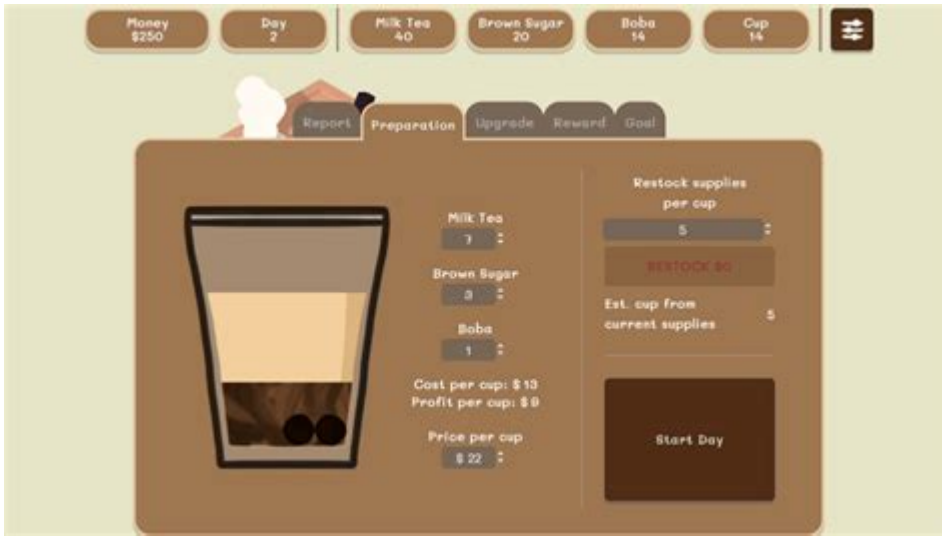 Money
$250
Day
2
Milk Tea
40
Brown Sugar
20
Boba
14
Cup
14
Report
Preparation
Upgrade
Reward
Goal
Milk Tea
7
Brown Sugar
3
Boba
1
Cost per cup: $ 13
Profit per cup: $ 9
Price per cup
$ 22
Restock supplies
per cup
5
RESTOCK $0
Est. cup from
current supplies
5
Start Day